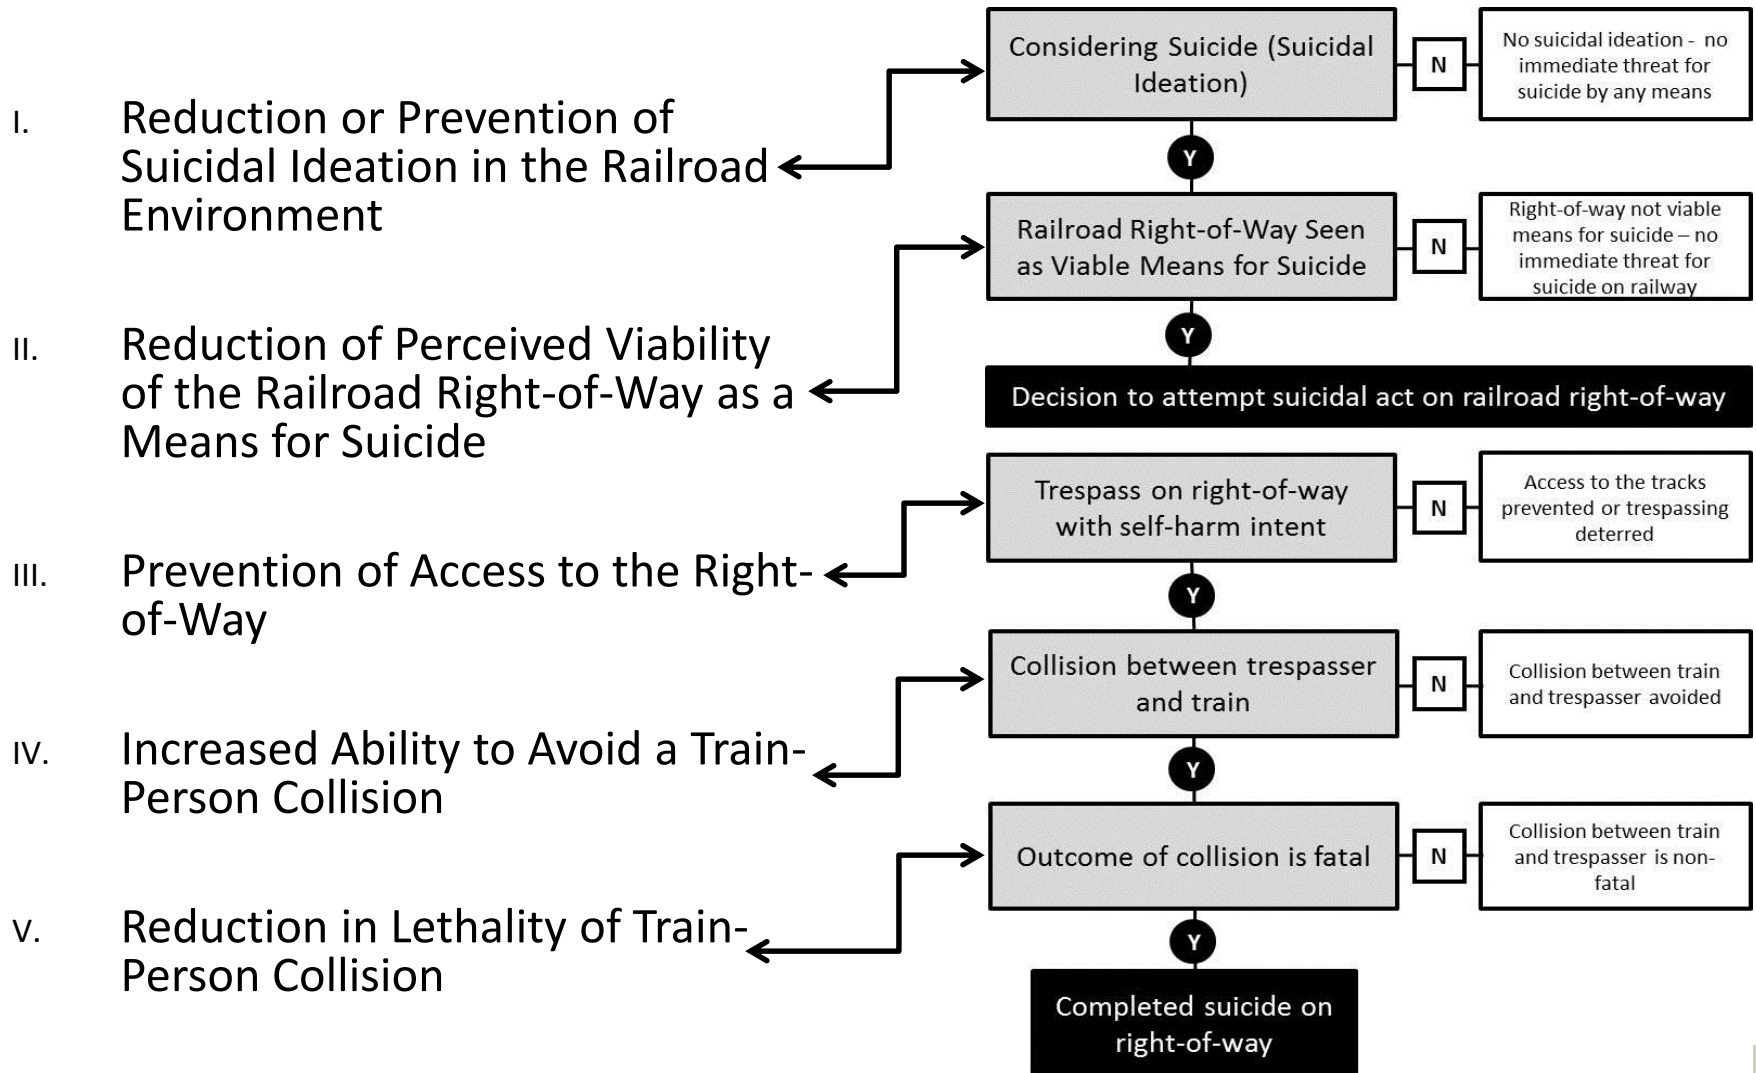 I.
Reduction or Prevention of
Suicidal Ideation in the Railroad
Environment
II.
Reduction of Perceived Viability
of the Railroad Right-of-Way as a
Means for Suicide
III.
Prevention of Access to the Right-
of-Way
IV.
Increased Ability to Avoid a Train-
Person Collision
V.
Reduction in Lethality of Train-
Person Collision
Considering Suicide (Suicidal
Ideation)
N
No suicidal ideation - no
immediate threat for
suicide by any means
Y
Railroad Right-of-Way Seen
as Viable Means for Suicide
N
Right-of-way not viable
means for suicide – no
immediate threat for
suicide on railway
Y
Decision to attempt suicidal act on railroad right-of-way
Trespass on right-of-way
with self-harm intent
N
Access to the tracks
prevented or trespassing
deterred
Y
Collision between trespasser
and train
N
Collision between train
and trespasser avoided
Y
Outcome of collision is fatal
N
Collision between train
and trespasser is non-
fatal
Y
Completed suicide on
right-of-way